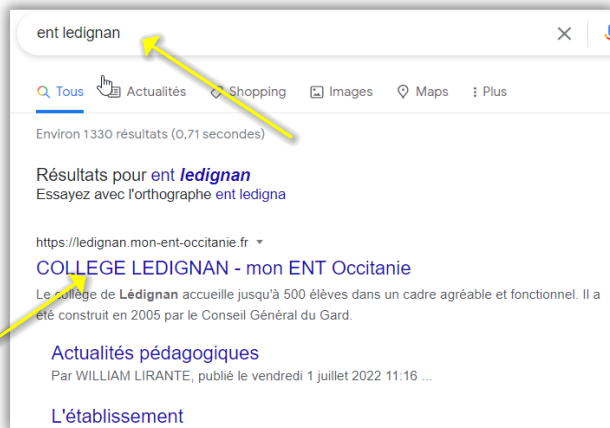 ent ledignan
Tous Actualités Shopping Images Maps Plus
Environ 1 330 résultats (0,71 secondes)
Résultats pour ent ledignan
Essayez avec l'orthographe ent ledigna
https://ledignan.mon-ent-occitanie.fr
COLLEGE LEDIGNAN - mon ENT Occitanie
Le collège de Lédignan accueille jusqu'à 500 élèves dans un cadre agréable et fonctionnel. Il a
été construit en 2005 par le Conseil Général du Gard.
Actualités pédagogiques
Par WILLIAM LIRANTE, publié le vendredi 1 juillet 2022 11:16 ...
L'établissement